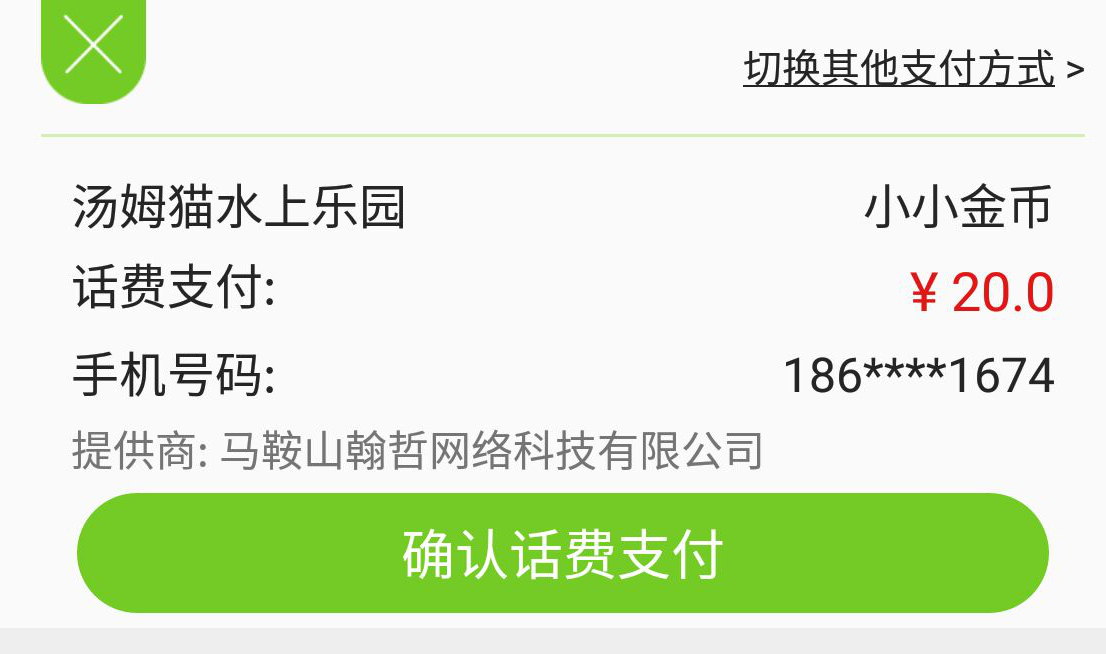 切换其他支付方式 >
汤姆猫水上乐园 小小金币
话费支付: ¥ 20.0
手机号码: 186****1674
提供商: 马鞍山翰哲网络科技有限公司
确认话费支付